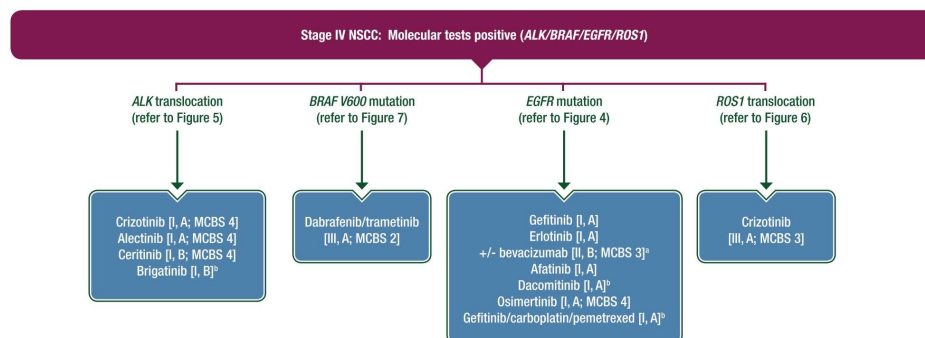 Stage IV NSCC: Molecular tests positive (ALK/BRAF/EGFR/ROS1)
ALK translocation
(refer to Figure 5)
BRAF V600 mutation
(refer to Figure 7)
EGFR mutation
(refer to Figure 4)
ROS1 translocation
(refer to Figure 6)
Crizotinib [I, A; MCBS 4]
Alectinib [I, A; MCBS 4]
Ceritinib [I, B; MCBS 4]
Brigatinib [I, B]ᵇ
Dabrafenib/trametinib
[III, A; MCBS 2]
Gefitinib [I, A]
Erlotinib [I, A]
+/- bevacizumab [II, B; MCBS 3]ᵃ
Afatinib [I, A]
Dacomitinib [I, A]ᵇ
Osimertinib [I, A; MCBS 4]
Gefitinib/carboplatin/pemetrexed [I, A]ᵇ
Crizotinib
[III, A; MCBS 3]